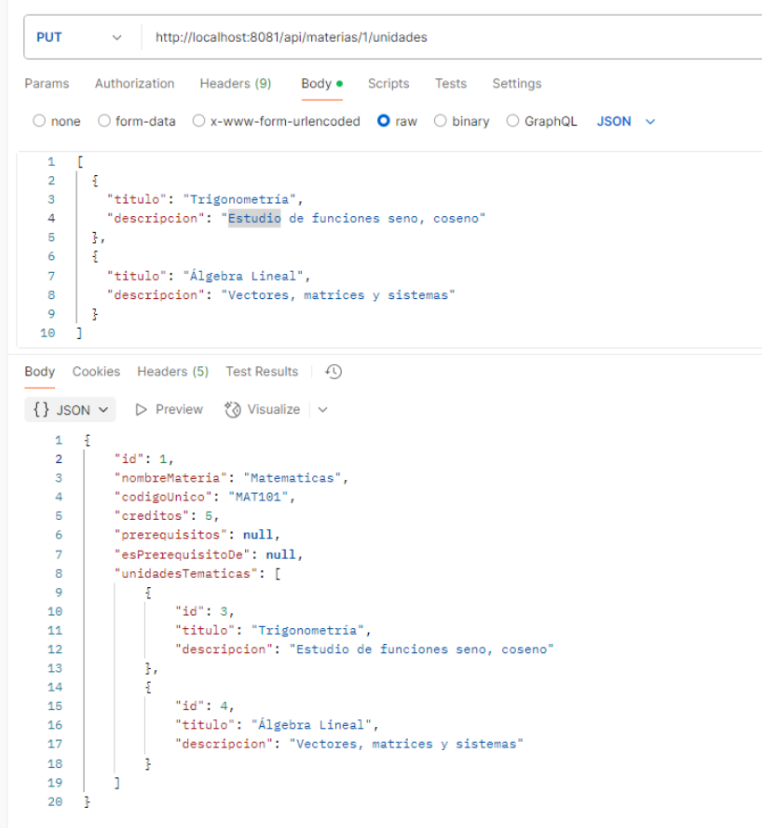 PUT http://localhost:8081/api/materias/1/unidades
Params Authorization Headers (9) Body Scripts Tests Settings
none form-data x-www-form-urlencoded raw binary GraphQL JSON
1 [
2 {
3 "titulo": "Trigonometría",
4 "descripcion": "Estudio de funciones seno, coseno"
5 },
6 {
7 "titulo": "Álgebra Lineal",
8 "descripcion": "Vectores, matrices y sistemas"
9 }
10 ]
Body Cookies Headers (5) Test Results
{} JSON Preview Visualize
1 {
2 "id": 1,
3 "nombreMateria": "Matematicas",
4 "codigoUnico": "MAT101",
5 "creditos": 5,
6 "prerequisitos": null,
7 "esPrerequisitoDe": null,
8 "unidadesTematicas": [
9 {
10 "id": 3,
11 "titulo": "Trigonometría",
12 "descripcion": "Estudio de funciones seno, coseno"
13 },
14 {
15 "id": 4,
16 "titulo": "Álgebra Lineal",
17 "descripcion": "Vectores, matrices y sistemas"
18 }
19 ]
20 }